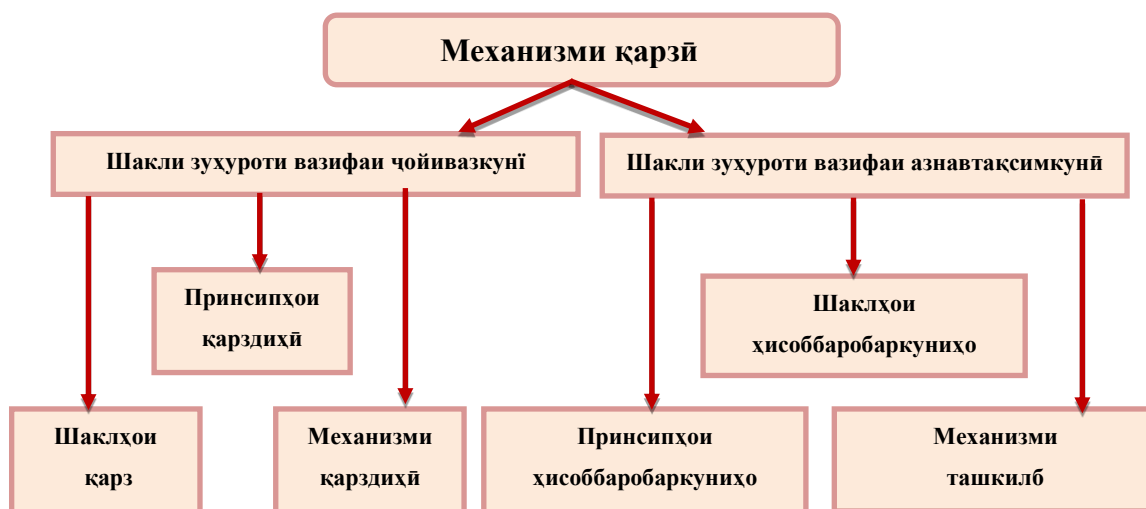 Механизми қарзӣ
Шакли зуҳуроти вазифаи ҷойивазкунї
Шакли зуҳуроти вазифаи азнавтақсимкунӣ
Принсипҳои
қарздиҳӣ
Шаклҳои
ҳисоббаробаркуниҳо
Шаклҳои
қарз
Механизми
қарздиҳӣ
Принсипҳои
ҳисоббаробаркуниҳо
Механизми
ташкилб